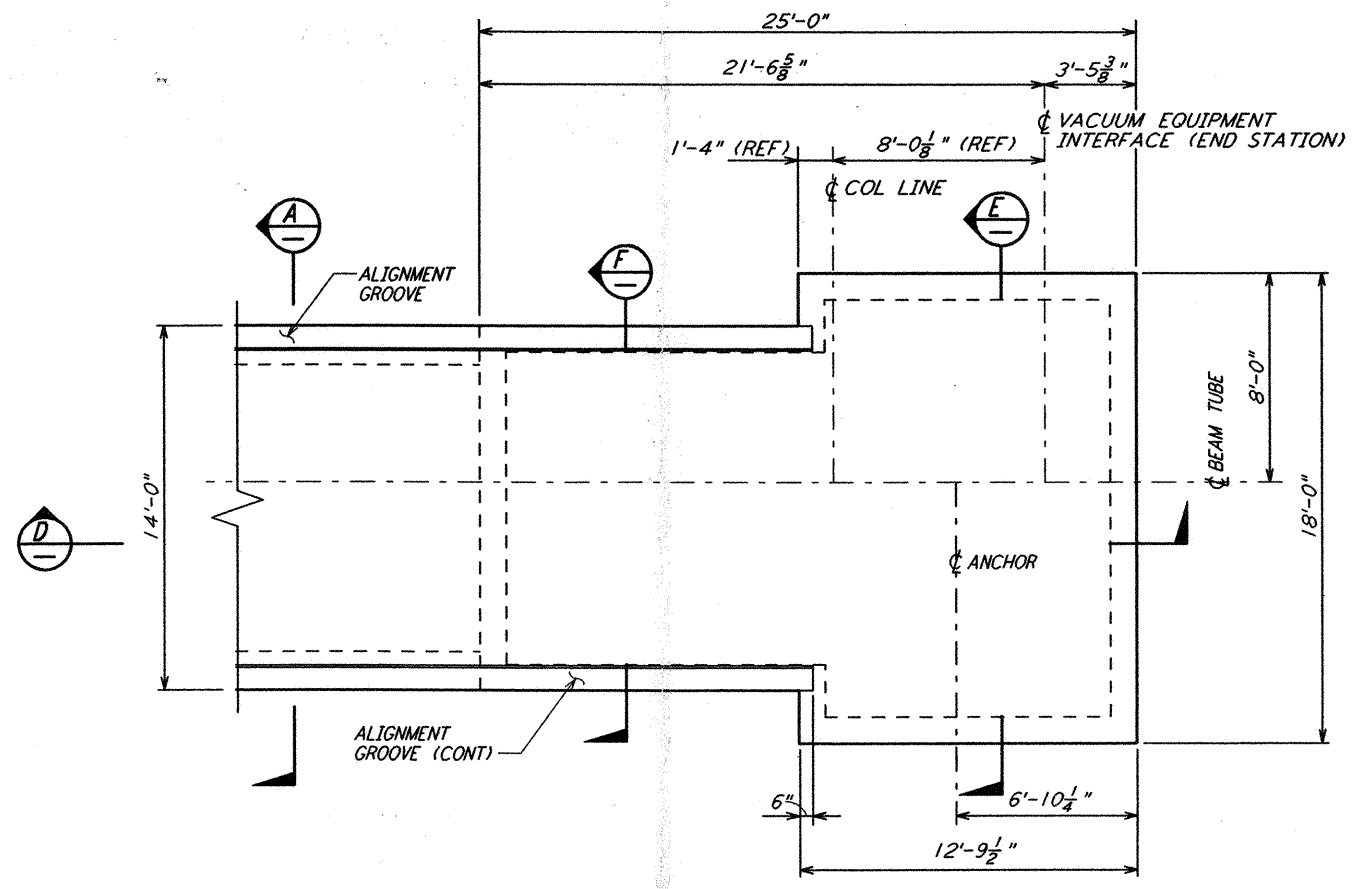 25'-0"
21'-6 5/8"
3'-5 3/8"
℄ VACUUM EQUIPMENT
INTERFACE (END STATION)
1'-4" (REF)
8'-0 1/8" (REF)
℄ COL LINE
A
E
F
ALIGNMENT
GROOVE
8'-0"
℄ BEAM TUBE
14'-0"
18'-0"
D
℄ ANCHOR
ALIGNMENT
GROOVE (CONT)
6"
6'-10 1/4"
12'-9 1/2"